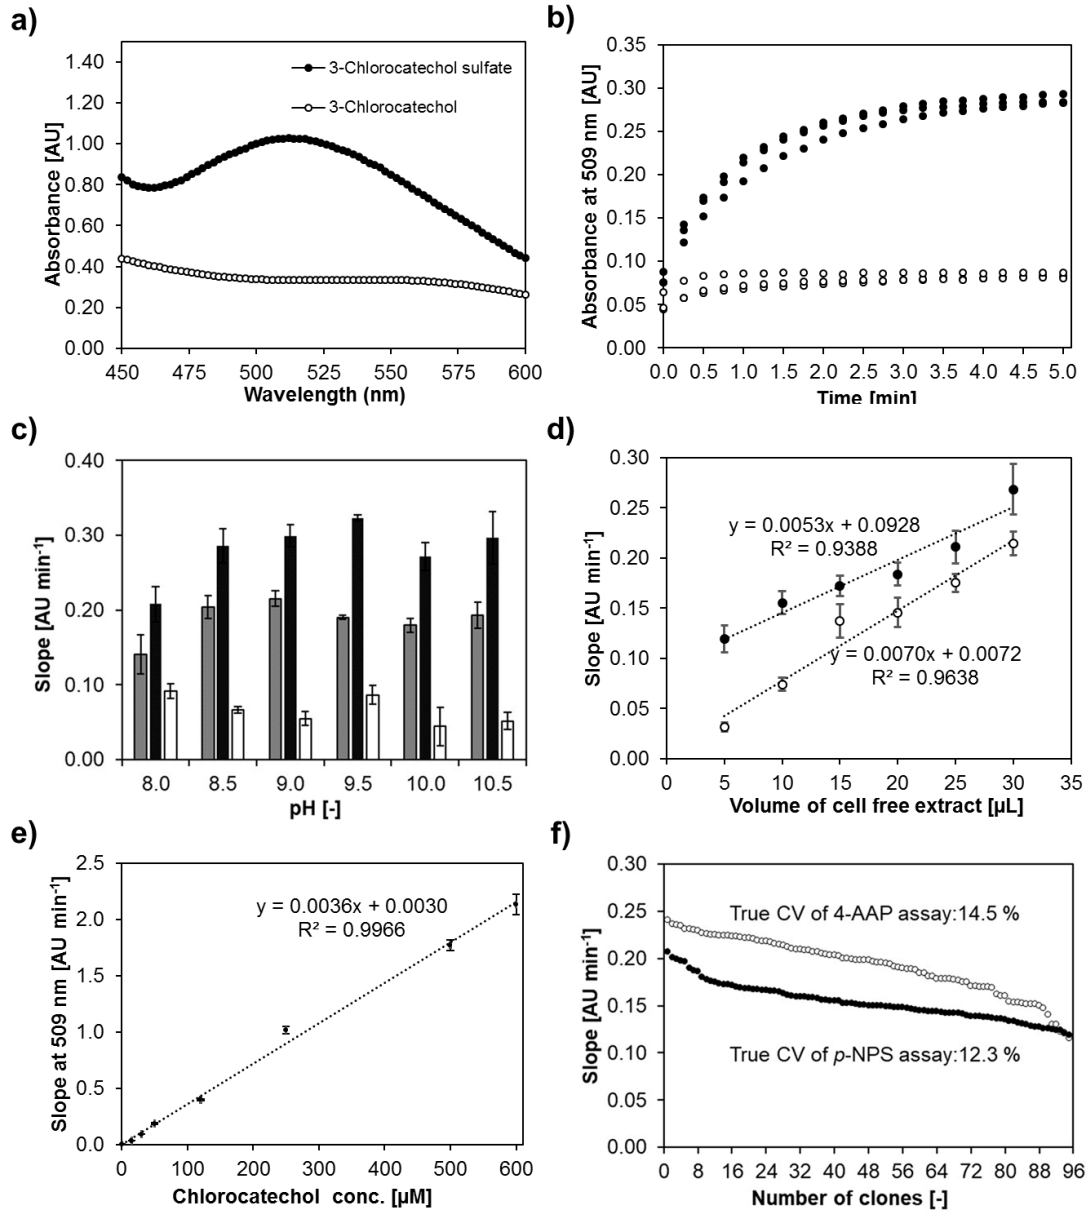 a)
1.40
1.20
1.00
0.80
0.60
0.40
0.20
0.00
Absorbance [AU]
3-Chlorocatechol sulfate
3-Chlorocatechol
450 475 500 525 550 575 600
Wavelength (nm)
b)
0.35
0.30
0.25
0.20
0.15
0.10
0.05
0.00
Absorbance at 509 nm [AU]
0.0 0.5 1.0 1.5 2.0 2.5 3.0 3.5 4.0 4.5 5.0
Time [min]
c)
0.40
0.30
0.20
0.10
0.00
Slope [AU min-1]
8.0 8.5 9.0 9.5 10.0 10.5
pH [-]
d)
0.30
0.25
0.20
0.15
0.10
0.05
0.00
Slope [AU min-1]
y = 0.0053x + 0.0928
R² = 0.9388
y = 0.0070x + 0.0072
R² = 0.9638
0 5 10 15 20 25 30 35
Volume of cell free extract [µL]
e)
2.5
2.0
1.5
1.0
0.5
0.0
Slope at 509 nm [AU min-1]
y = 0.0036x + 0.0030
R² = 0.9966
0 100 200 300 400 500 600
Chlorocatechol conc. [µM]
f)
0.30
0.25
0.20
0.15
0.10
0.05
0.00
Slope [AU min-1]
True CV of 4-AAP assay:14.5 %
True CV of p-NPS assay:12.3 %
0 8 16 24 32 40 48 56 64 72 80 88 96
Number of clones [-]